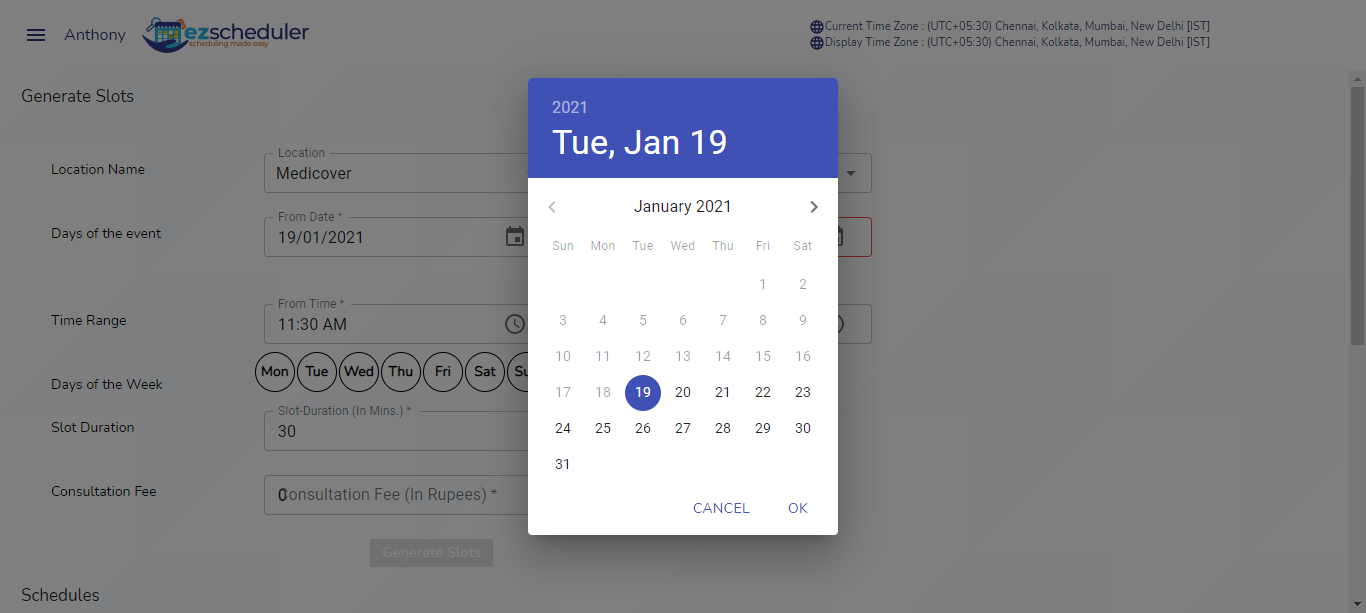 Anthony
ezscheduler
scheduling made easy
Current Time Zone : (UTC+05:30) Chennai, Kolkata, Mumbai, New Delhi [IST]
Display Time Zone : (UTC+05:30) Chennai, Kolkata, Mumbai, New Delhi [IST]
Generate Slots
Location Name
Location
Medicover
Days of the event
From Date *
19/01/2021
Time Range
From Time *
11:30 AM
Days of the Week
Mon Tue Wed Thu Fri Sat Su
Slot Duration
Slot-Duration (In Mins.) *
30
Consultation Fee
0
Consultation Fee (In Rupees) *
Generate Slots
Schedules
2021
Tue, Jan 19
January 2021
Sun Mon Tue Wed Thu Fri Sat
1 2
3 4 5 6 7 8 9
10 11 12 13 14 15 16
17 18 19 20 21 22 23
24 25 26 27 28 29 30
31
CANCEL OK